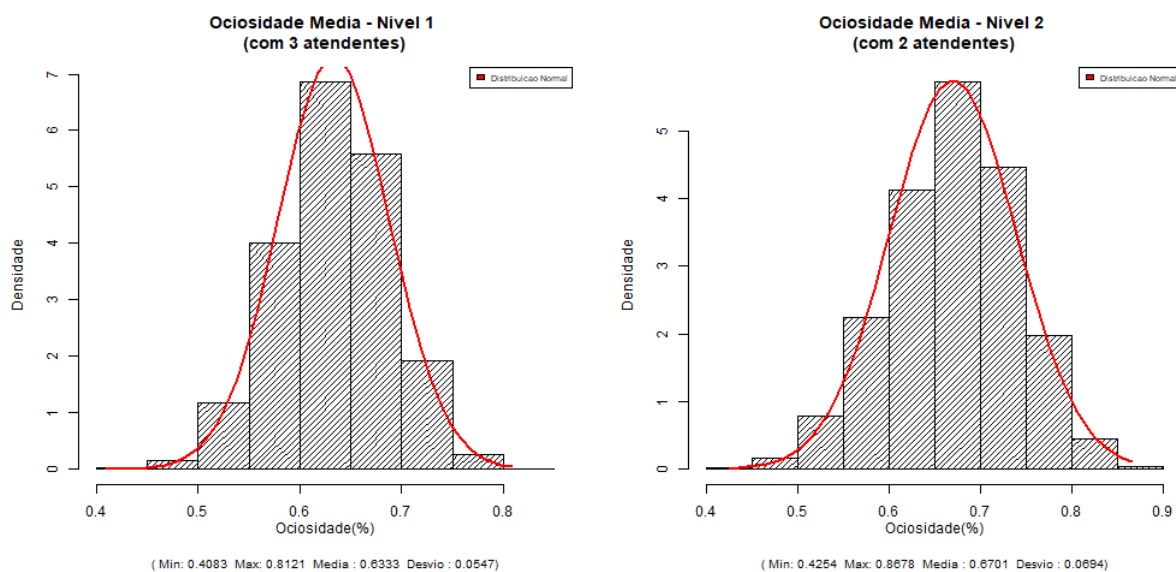 Ociosidade Media - Nivel 1
(com 3 atendentes)
Distribuicao Normal
Densidade
7
6
5
4
3
2
1
0
0.4 0.5 0.6 0.7 0.8
Ociosidade(%)
( Min: 0.4083 Max: 0.8121 Media : 0.6333 Desvio : 0.0547)
Ociosidade Media - Nivel 2
(com 2 atendentes)
Distribuicao Normal
Densidade
5
4
3
2
1
0
0.4 0.5 0.6 0.7 0.8 0.9
Ociosidade(%)
( Min: 0.4254 Max: 0.8678 Media : 0.6701 Desvio : 0.0694)